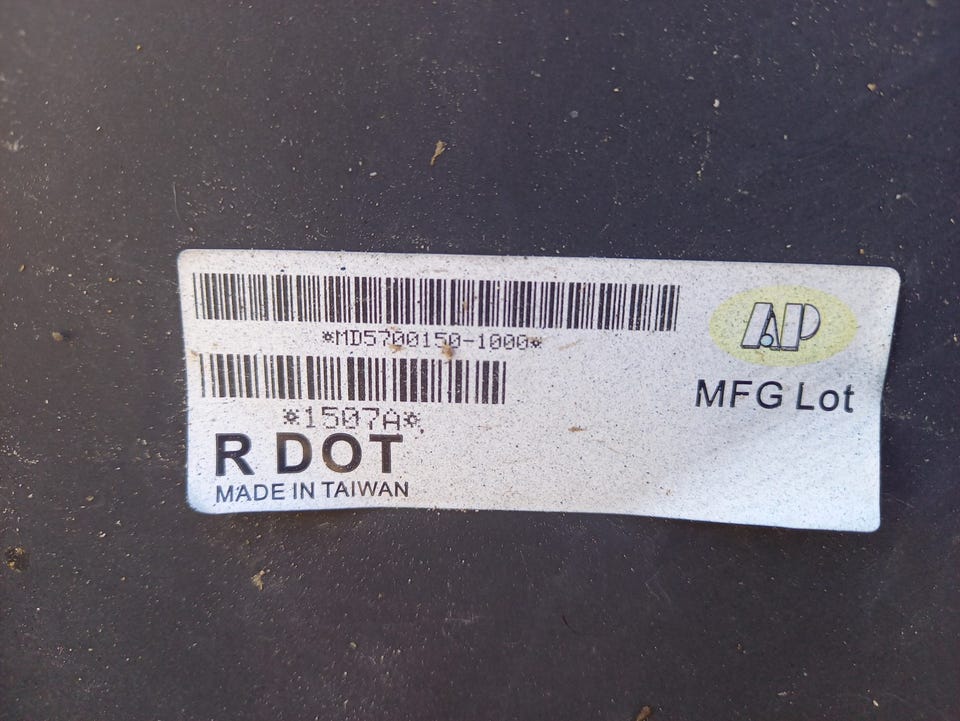 *MD5700150-1000*
AP
MFG Lot
*1507A*
R DOT
MADE IN TAIWAN